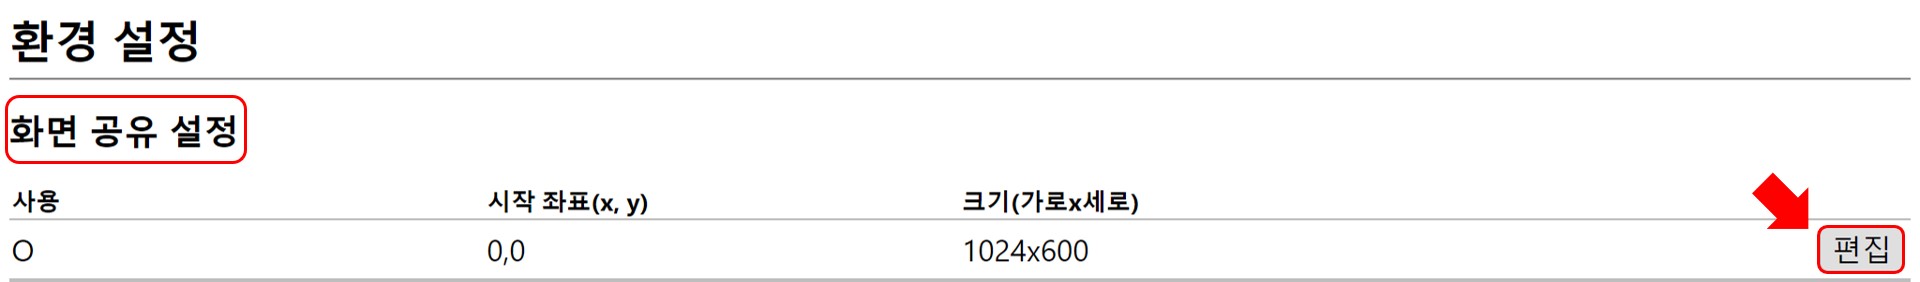 환경 설정
화면 공유 설정
사용 시작 좌표(x, y) 크기(가로x세로)
O 0,0 1024x600 편집